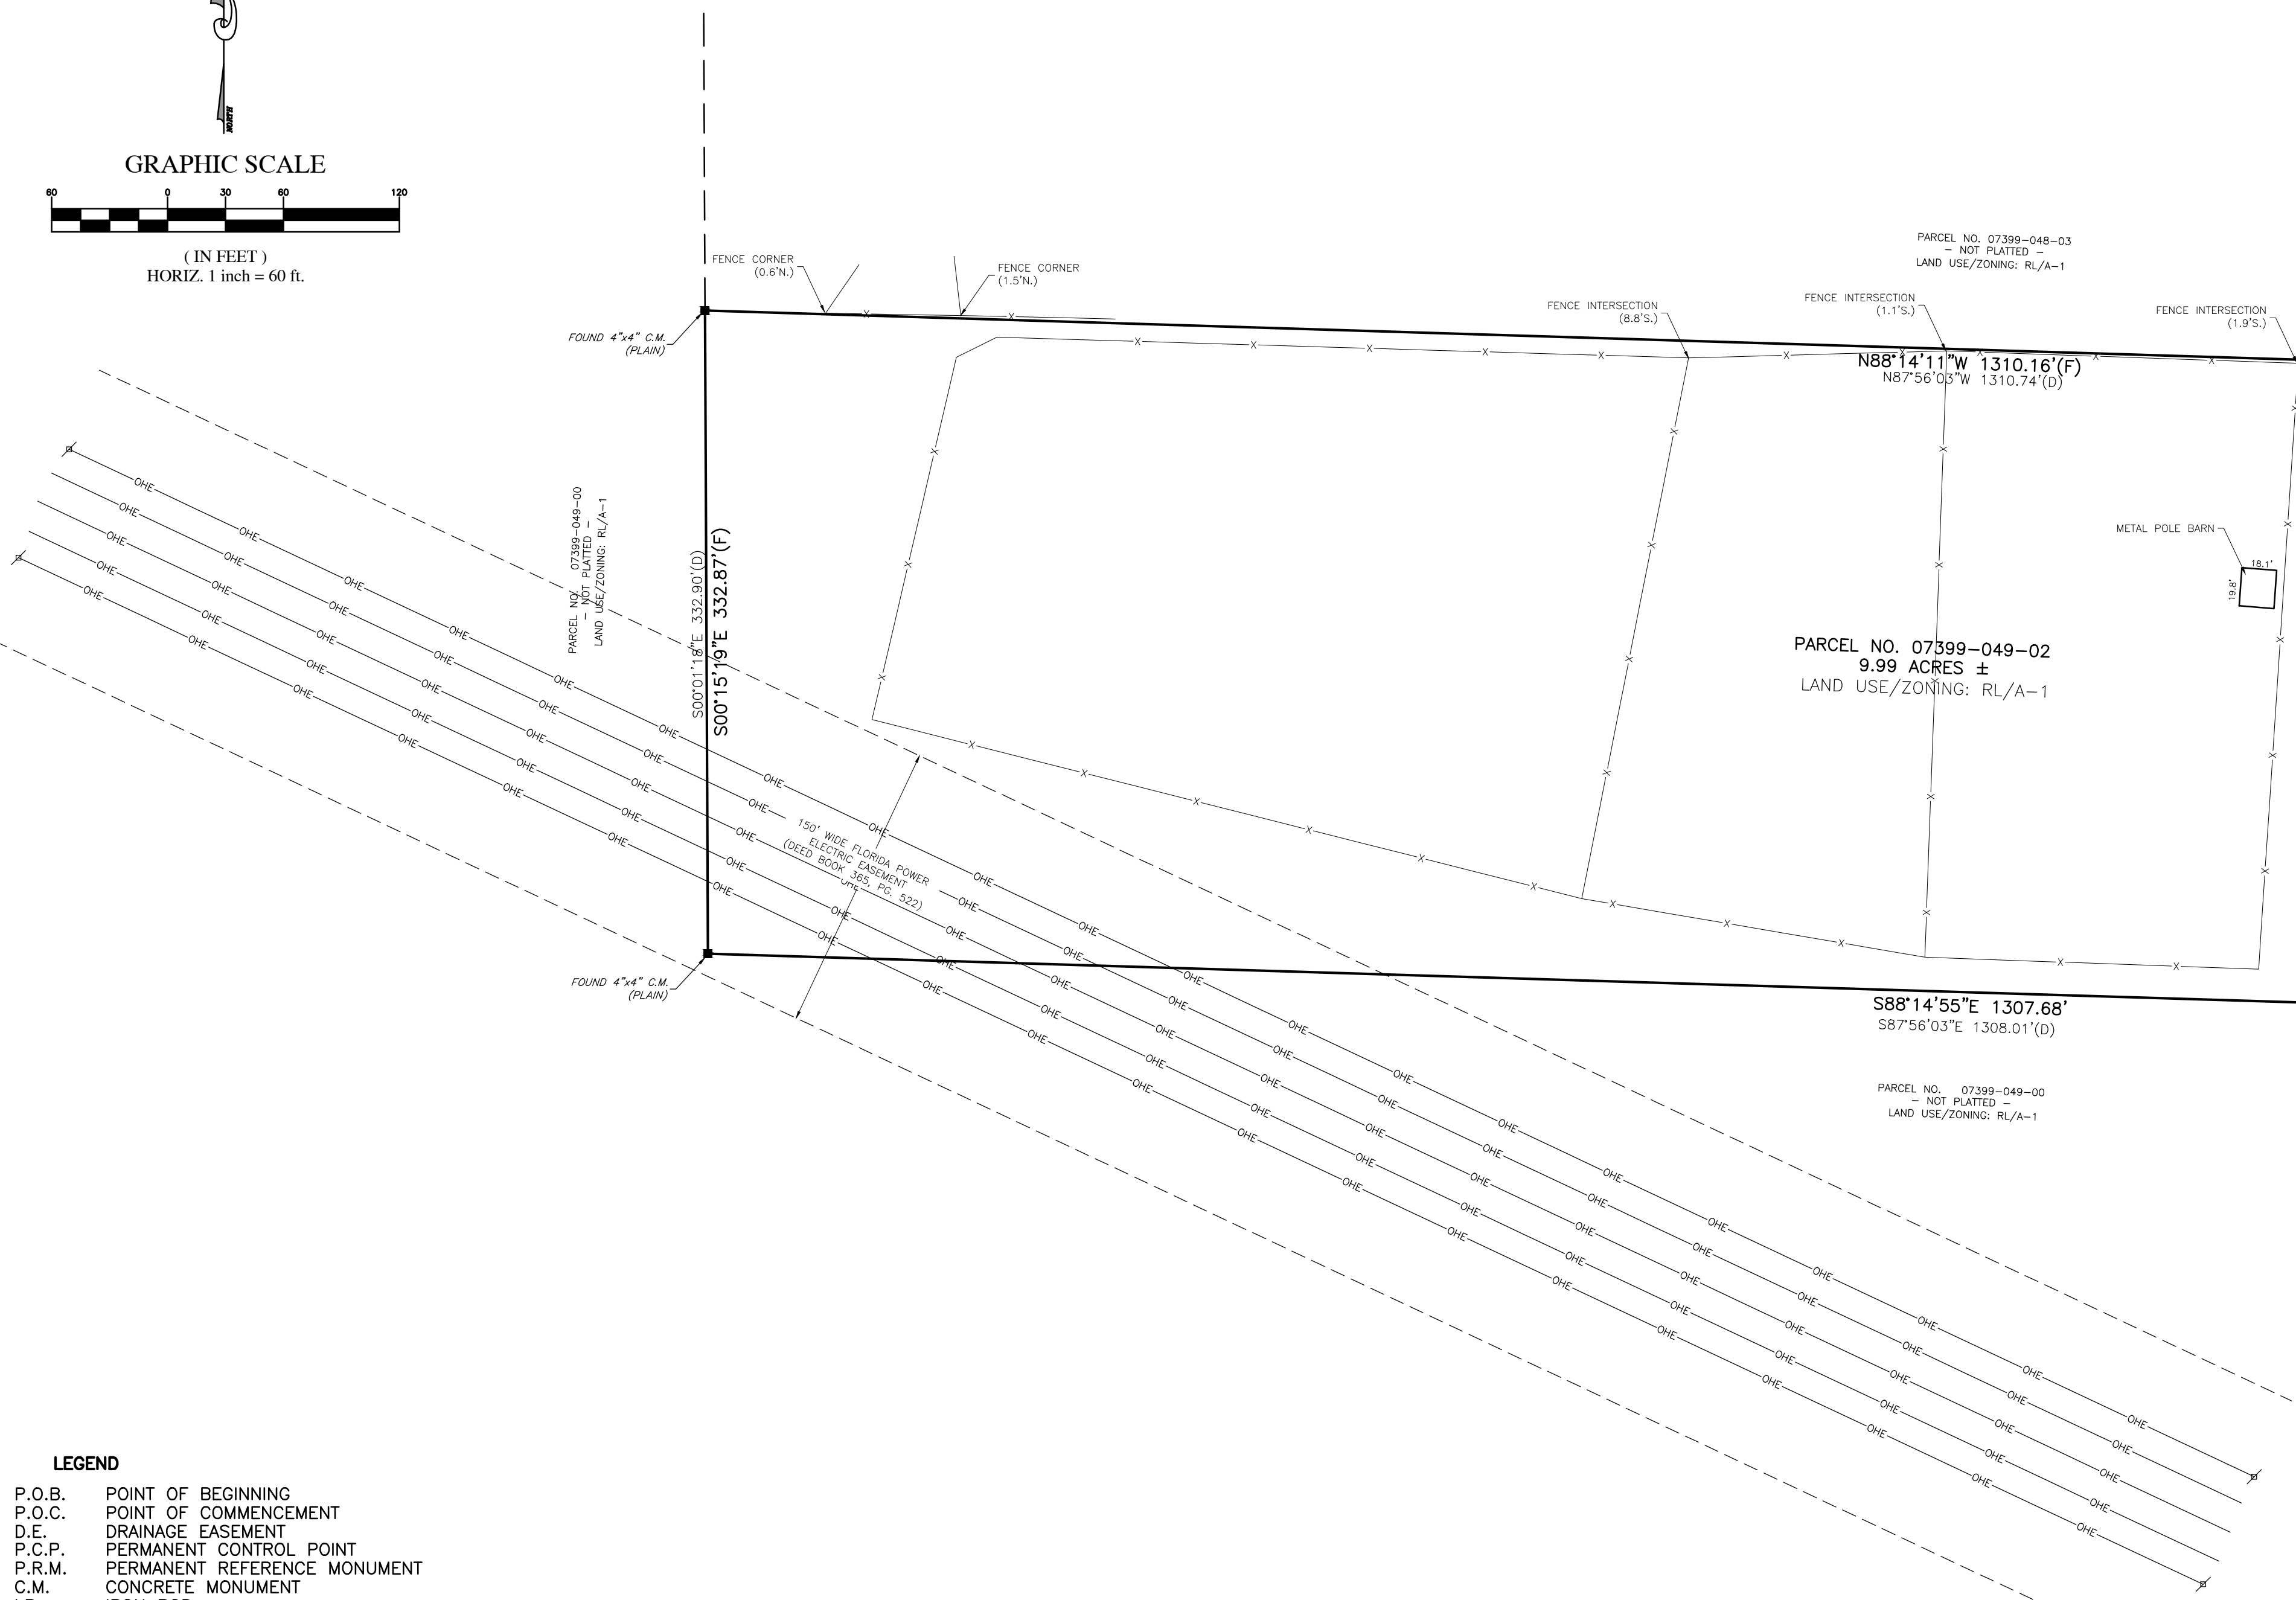 NORTH
GRAPHIC SCALE
60 0 30 60 120
( IN FEET )
HORIZ. 1 inch = 60 ft.
PARCEL NO. 07399-048-03
- NOT PLATTED -
LAND USE/ZONING: RL/A-1
FENCE CORNER
(0.6'N.)
FENCE CORNER
(1.5'N.)
FENCE INTERSECTION
(8.8'S.)
FENCE INTERSECTION
(1.1'S.)
FENCE INTERSECTION
(1.9'S.)
FOUND 4"x4" C.M.
(PLAIN)
N88°14'11"W 1310.16'(F)
N87°56'03"W 1310.74'(D)
PARCEL NO. 07399-049-00
- NOT PLATTED -
LAND USE/ZONING: RL/A-1
S00°01'18"E 332.90'(D)
S00°15'19"E 332.87'(F)
METAL POLE BARN
18.1'
19.8'
PARCEL NO. 07399-049-02
9.99 ACRES ±
LAND USE/ZONING: RL/A-1
150' WIDE FLORIDA POWER
ELECTRIC EASEMENT
(DEED BOOK 365, PG. 522)
OHE
FOUND 4"x4" C.M.
(PLAIN)
S88°14'55"E 1307.68'
S87°56'03"E 1308.01'(D)
PARCEL NO. 07399-049-00
- NOT PLATTED -
LAND USE/ZONING: RL/A-1
LEGEND
P.O.B. POINT OF BEGINNING
P.O.C. POINT OF COMMENCEMENT
D.E. DRAINAGE EASEMENT
P.C.P. PERMANENT CONTROL POINT
P.R.M. PERMANENT REFERENCE MONUMENT
C.M. CONCRETE MONUMENT